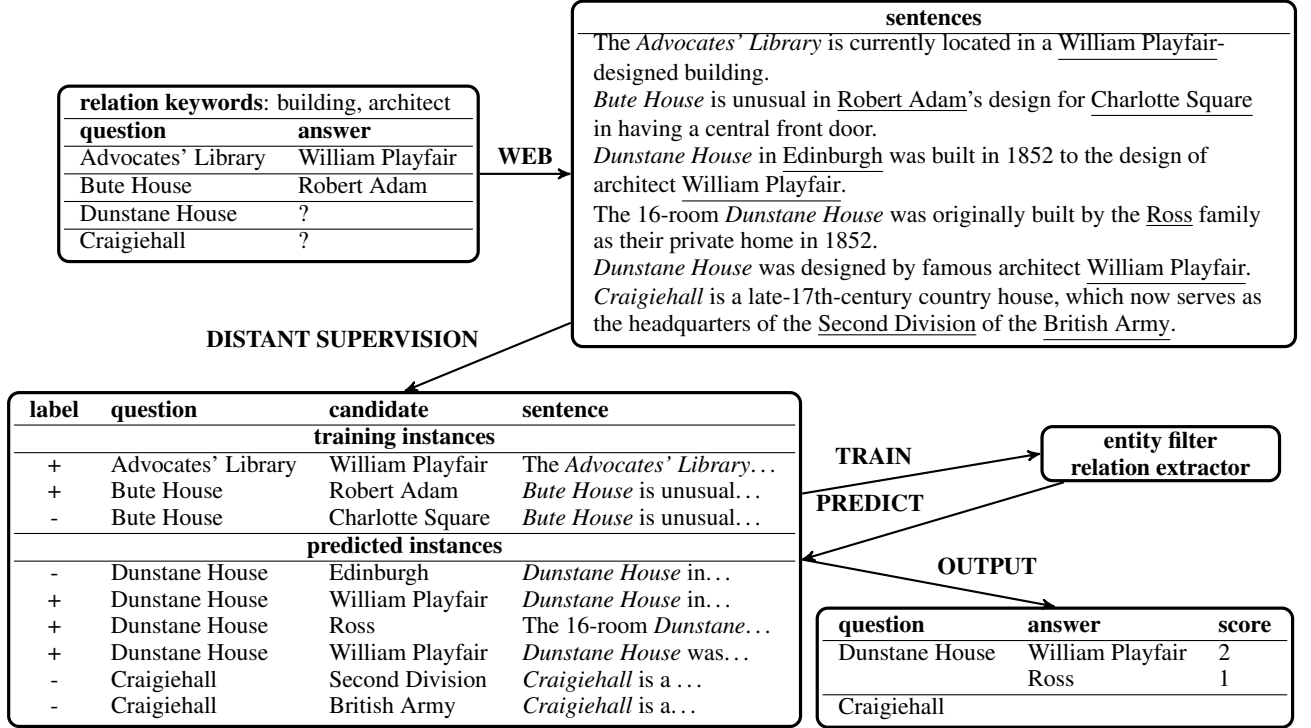 relation keywords: building, architect
question answer
Advocates' Library William Playfair
Bute House Robert Adam
Dunstane House ?
Craigiehall ?
WEB
sentences
The Advocates' Library is currently located in a William Playfair-
designed building.
Bute House is unusual in Robert Adam's design for Charlotte Square
in having a central front door.
Dunstane House in Edinburgh was built in 1852 to the design of
architect William Playfair.
The 16-room Dunstane House was originally built by the Ross family
as their private home in 1852.
Dunstane House was designed by famous architect William Playfair.
Craigiehall is a late-17th-century country house, which now serves as
the headquarters of the Second Division of the British Army.
DISTANT SUPERVISION
label question candidate sentence
training instances
+ Advocates' Library William Playfair The Advocates' Library...
+ Bute House Robert Adam Bute House is unusual...
- Bute House Charlotte Square Bute House is unusual...
predicted instances
- Dunstane House Edinburgh Dunstane House in...
+ Dunstane House William Playfair Dunstane House in...
+ Dunstane House Ross The 16-room Dunstane...
+ Dunstane House William Playfair Dunstane House was...
- Craigiehall Second Division Craigiehall is a ...
- Craigiehall British Army Craigiehall is a...
TRAIN
entity filter
relation extractor
PREDICT
OUTPUT
question answer score
Dunstane House William Playfair 2
Ross 1
Craigiehall